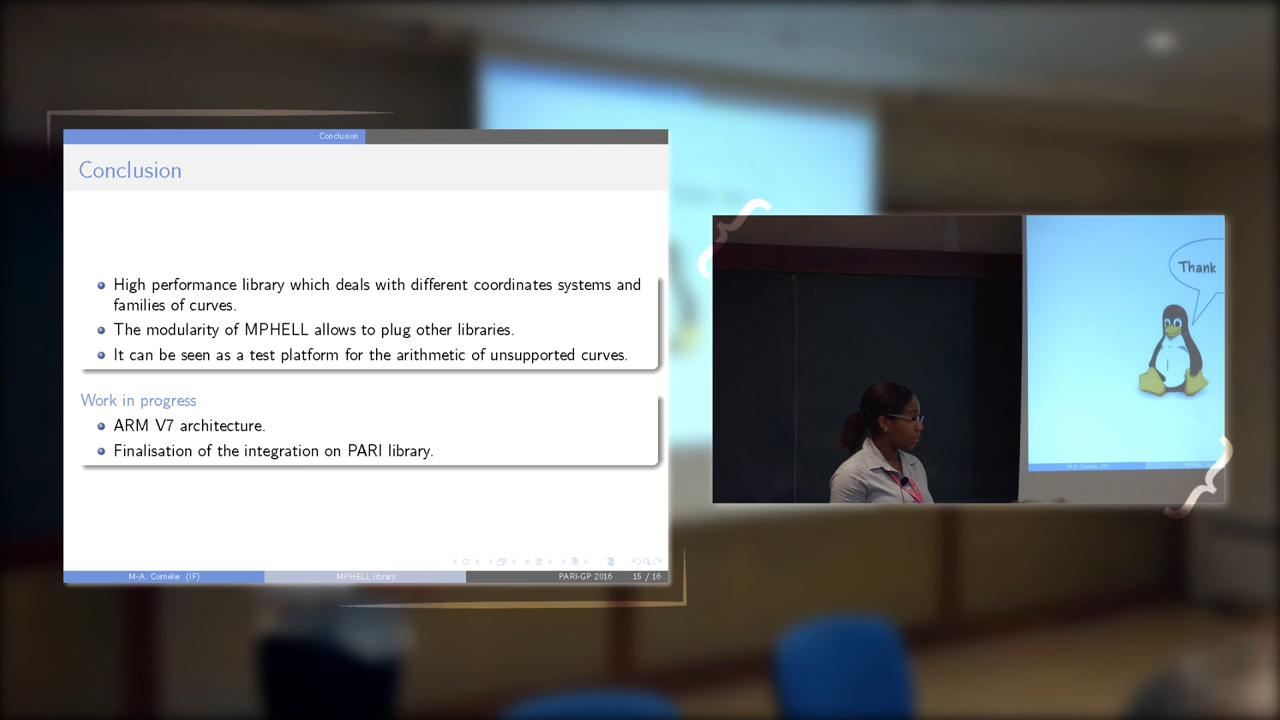 Conclusion
Conclusion
High performance library which deals with different coordinates systems and
families of curves.
The modularity of MPHELL allows to plug other libraries.
It can be seen as a test platform for the arithmetic of unsupported curves.
Work in progress
ARM V7 architecture.
Finalisation of the integration on PARI library.
M-A. Cornelie (IF) MPHELL library PARI-GP 2016 15 / 16
Thank
M-A. Cornelie (IF)